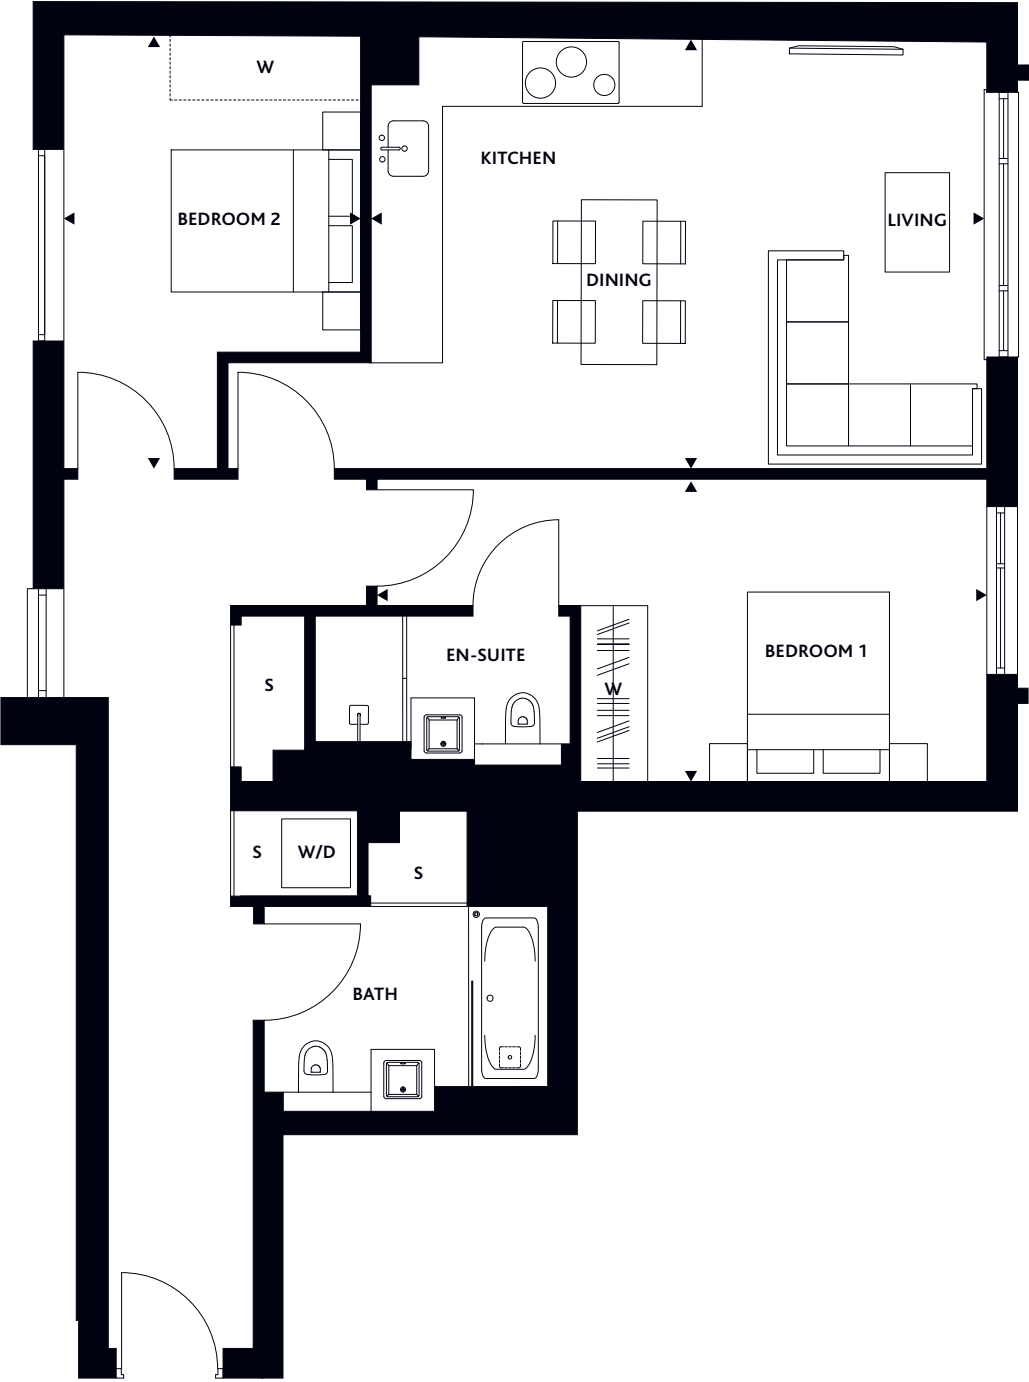 W
KITCHEN
BEDROOM 2
LIVING
DINING
EN-SUITE
BEDROOM 1
S
W
S
W/D
S
BATH